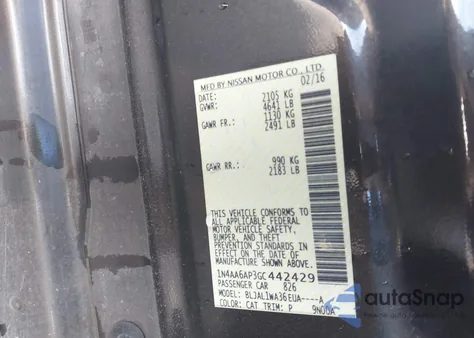 MFD BY NISSAN MOTOR CO., LTD.
DATE: 02/16
GVWR: 2105 KG
4641 LB
GAWR FR.: 1130 KG
2491 LB
GAWR RR.: 990 KG
2183 LB
THIS VEHICLE CONFORMS TO
ALL APPLICABLE FEDERAL
MOTOR VEHICLE SAFETY,
BUMPER, AND THEFT
PREVENTION STANDARDS IN
EFFECT ON THE DATE OF
MANUFACTURE SHOWN ABOVE.
1N4AA6AP3GC442429
PASSENGER CAR 826
MODEL: BLJAL1WA36EUA----A
COLOR: CAT TRIM: P
autoSnap